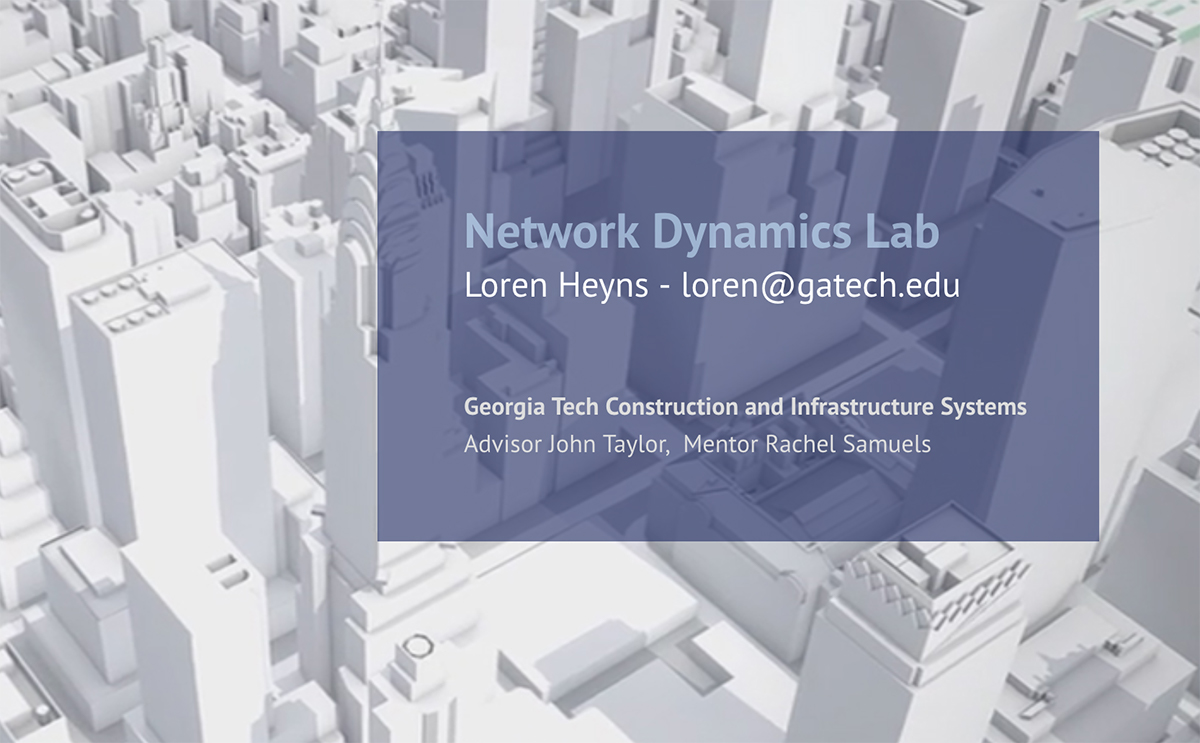 Network Dynamics Lab
Loren Heyns - loren@gatech.edu
Georgia Tech Construction and Infrastructure Systems
Advisor John Taylor,  Mentor Rachel Samuels